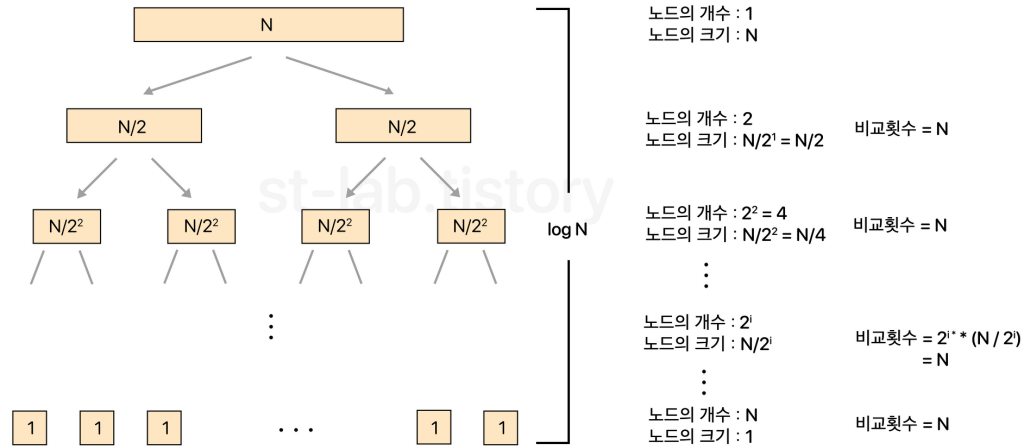 N
노드의 개수 : 1
노드의 크기 : N
N/2
N/2
노드의 개수 : 2
노드의 크기 : N/2¹ = N/2
비교횟수 = N
st-lab.tistory
N/2²
N/2²
N/2²
N/2²
log N
노드의 개수 : 2² = 4
노드의 크기 : N/2² = N/4
비교횟수 = N
노드의 개수 : 2ⁱ
노드의 크기 : N/2ⁱ
비교횟수 = 2ⁱ* * (N / 2ⁱ)
= N
1
1
1
1
1
노드의 개수 : N
노드의 크기 : 1
비교횟수 = N